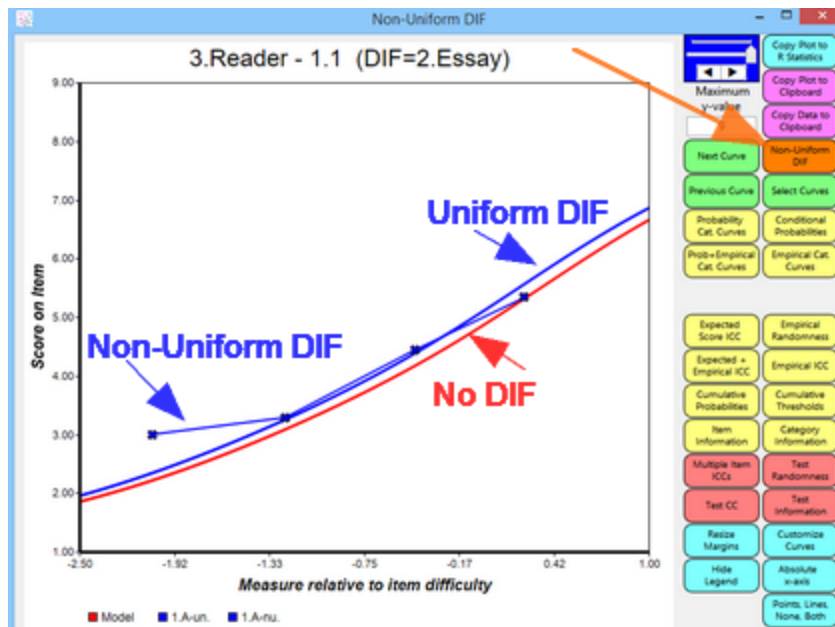 Non-Uniform DIF
3.Reader - 1.1 (DIF=2.Essay)
9.00
8.00
7.00
6.00
5.00
4.00
3.00
2.00
1.00
Score on Item
Uniform DIF
Non-Uniform DIF
No DIF
-2.50
-1.92
-1.33
-0.75
-0.17
0.42
1.00
Measure relative to item difficulty
Model
1.A-un.
1.A-nu.
Maximum
y-value
Copy Plot to
R Statistics
Copy Plot to
Clipboard
Copy Data to
Clipboard
Next Curve
Non-Uniform
DIF
Previous Curve
Select Curves
Probability
Cat. Curves
Conditional
Probabilities
Prob+Empirical
Cat. Curves
Empirical Cat.
Curves
Expected
Score ICC
Empirical
Randomness
Expected +
Empirical ICC
Empirical ICC
Cumulative
Probabilities
Cumulative
Thresholds
Item
Information
Category
Information
Multiple Item
ICCs
Test
Randomness
Test CC
Test
Information
Resize
Margins
Customize
Curves
Hide
Legend
Absolute
x-axis
Points, Lines,
None, Both